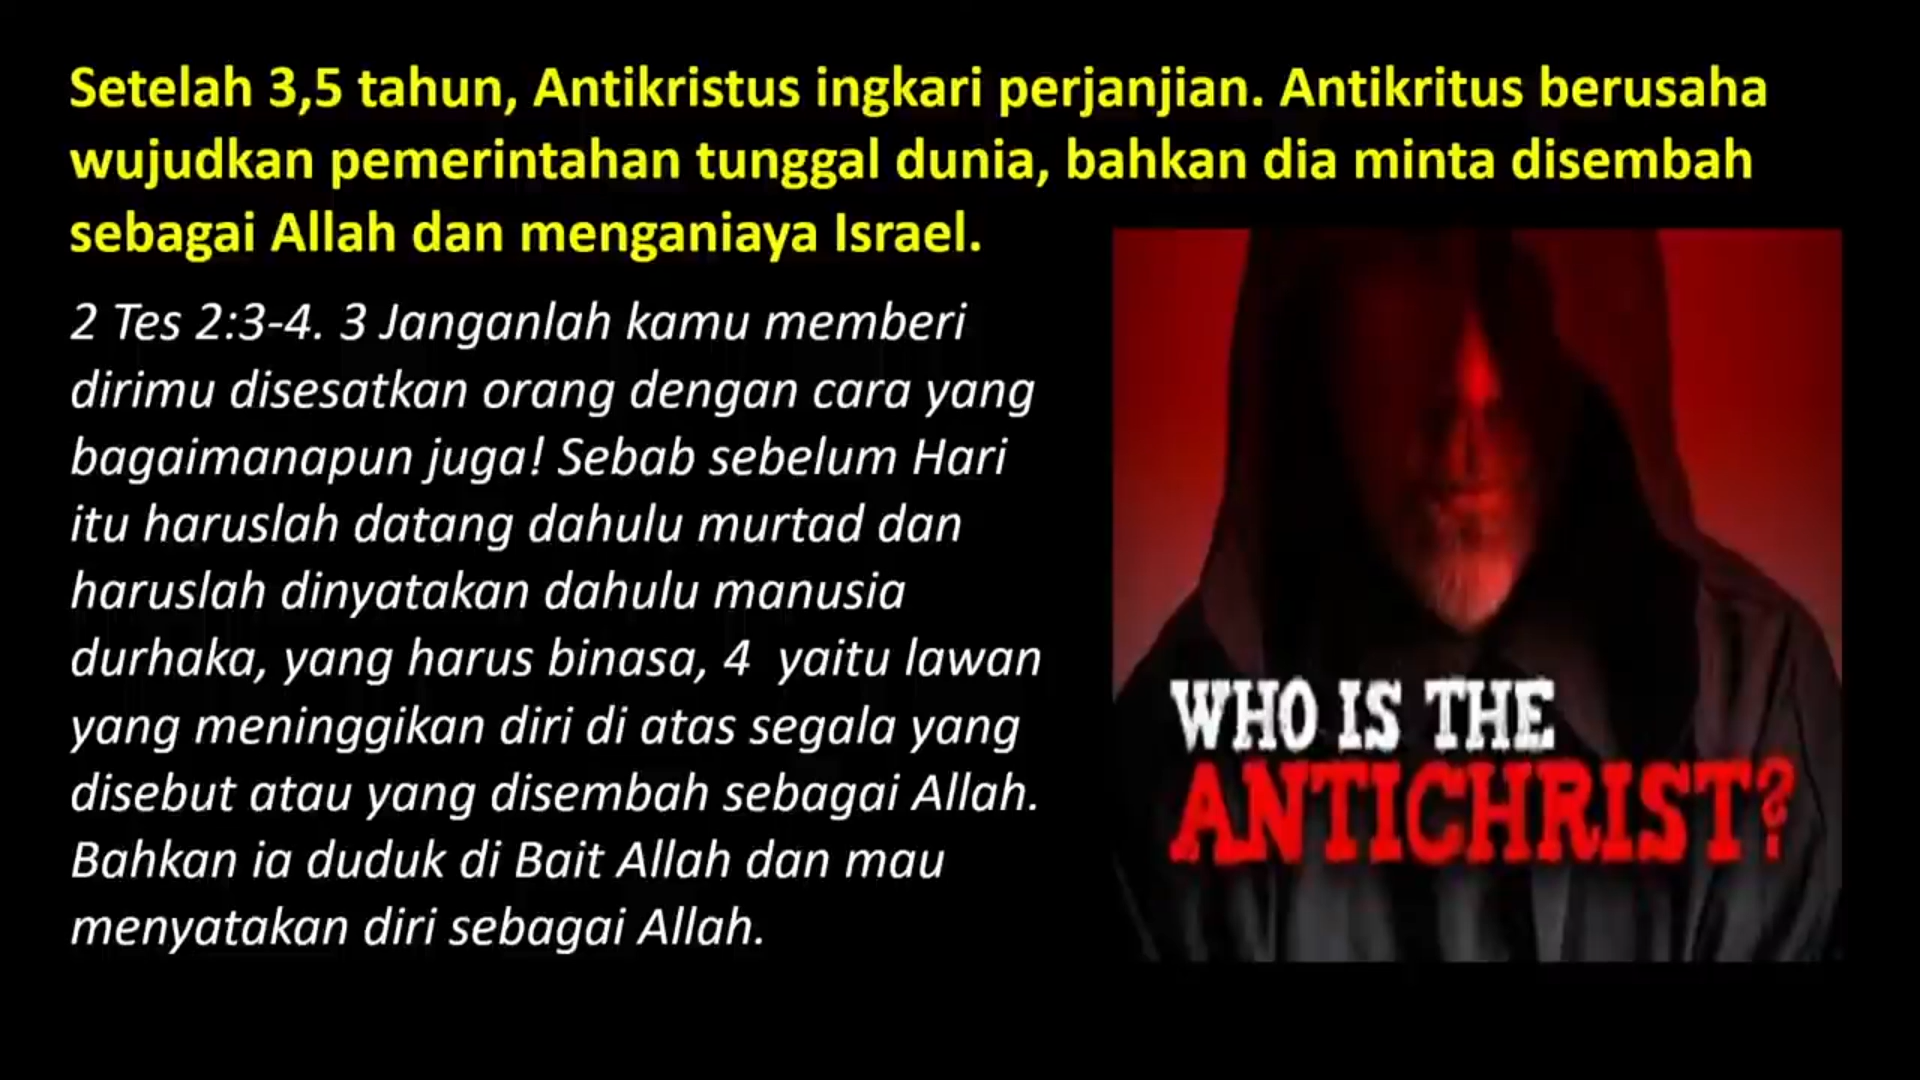 Setelah 3,5 tahun, Antikristus ingkari perjanjian. Antikritus berusaha
wujudkan pemerintahan tunggal dunia, bahkan dia minta disembah
sebagai Allah dan menganiaya Israel.
2 Tes 2:3-4. 3 Janganlah kamu memberi
dirimu disesatkan orang dengan cara yang
bagaimanapun juga! Sebab sebelum Hari
itu haruslah datang dahulu murtad dan
haruslah dinyatakan dahulu manusia
durhaka, yang harus binasa, 4  yaitu lawan
yang meninggikan diri di atas segala yang
disebut atau yang disembah sebagai Allah.
Bahkan ia duduk di Bait Allah dan mau
menyatakan diri sebagai Allah.
WHO IS THE
ANTICHRIST?